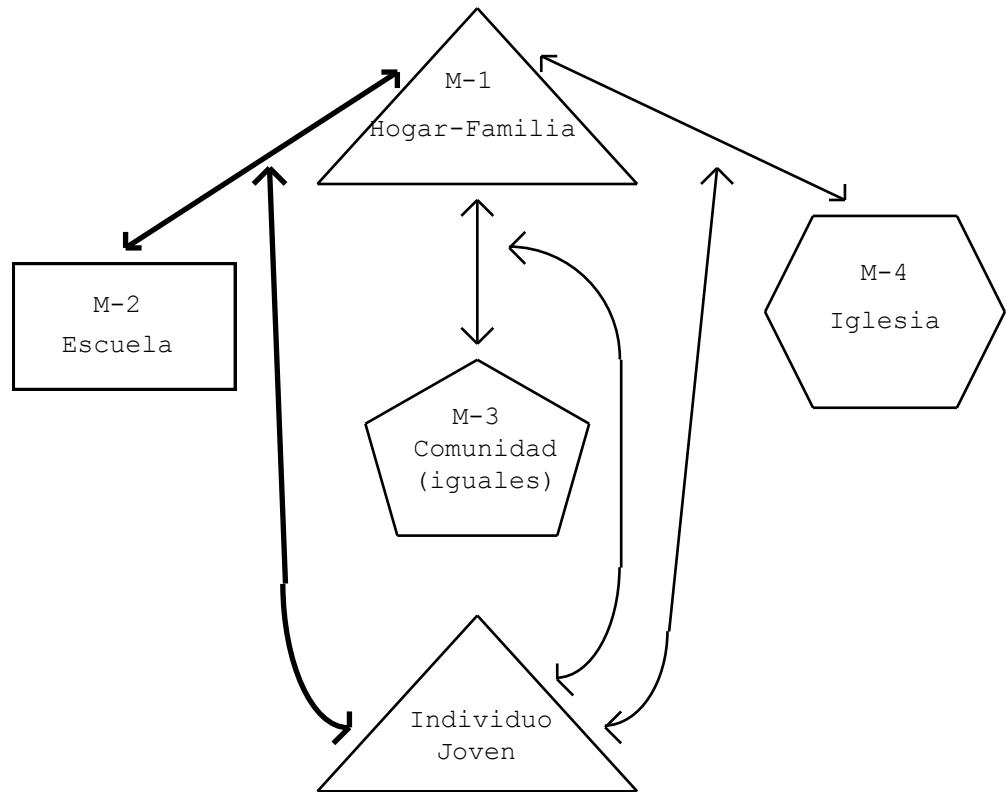 M-1
Hogar-Familia
M-2
Escuela
M-4
Iglesia
M-3
Comunidad
(iguales)
Individuo
Joven